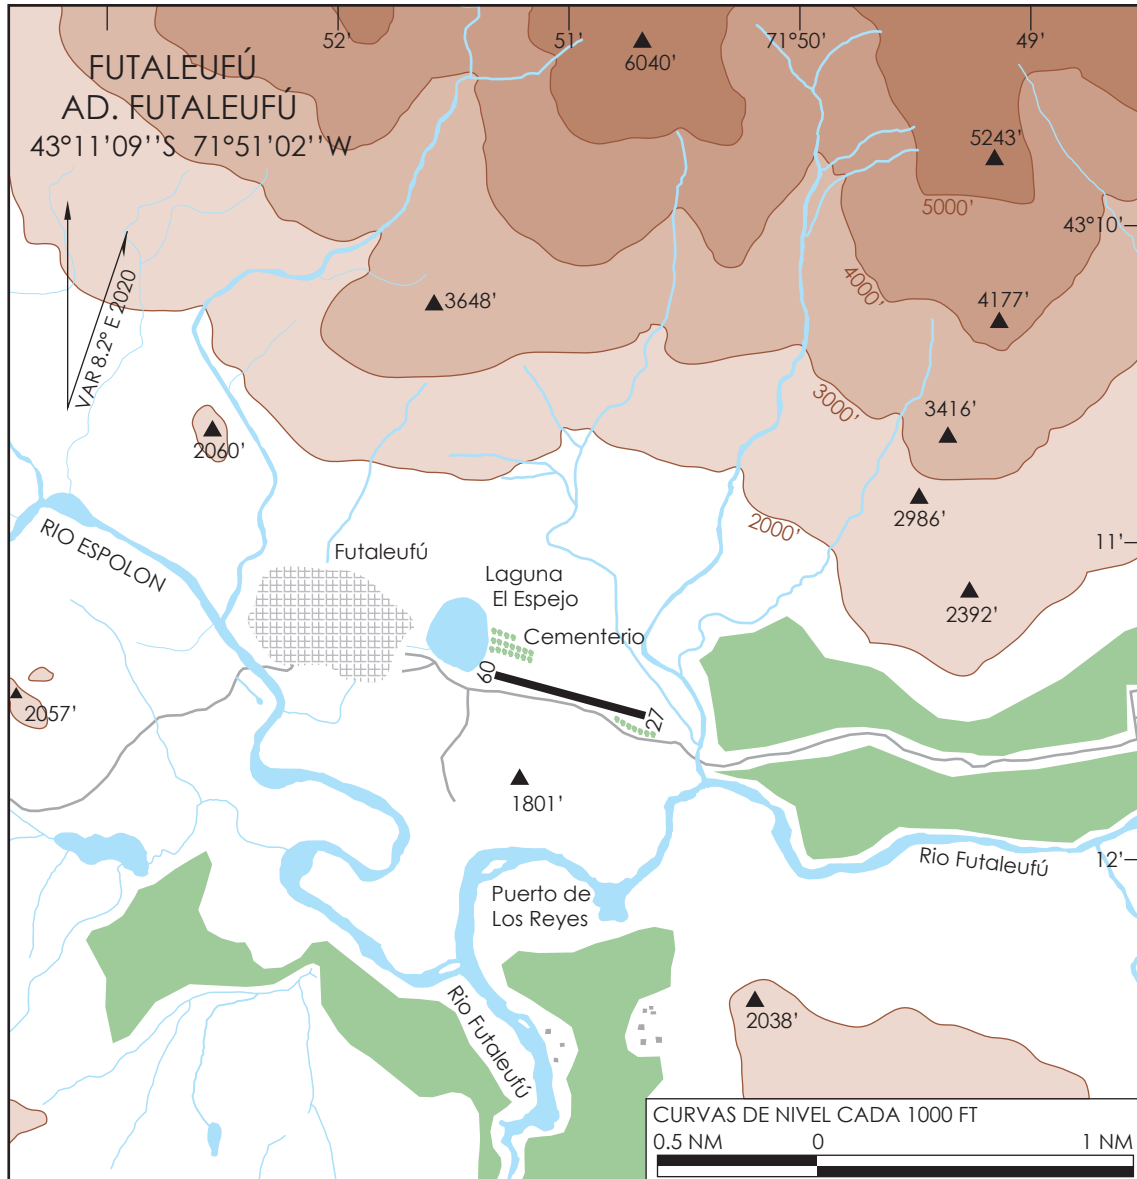 52'
51'
71°50'
49'
FUTALEUFÚ
AD. FUTALEUFÚ
43°11'09''S 71°51'02''W
6040'
5243'
5000'
43°10'
VAR 8.2° E 2020
3648'
4000'
4177'
3000'
3416'
2060'
2986'
2000'
RIO ESPOLON
11'
Futaleufú
Laguna
El Espejo
2392'
Cementerio
09
27
2057'
1801'
Rio Futaleufú
12'
Puerto de
Los Reyes
Rio Futaleufú
2038'
CURVAS DE NIVEL CADA 1000 FT
0.5 NM 0 1 NM